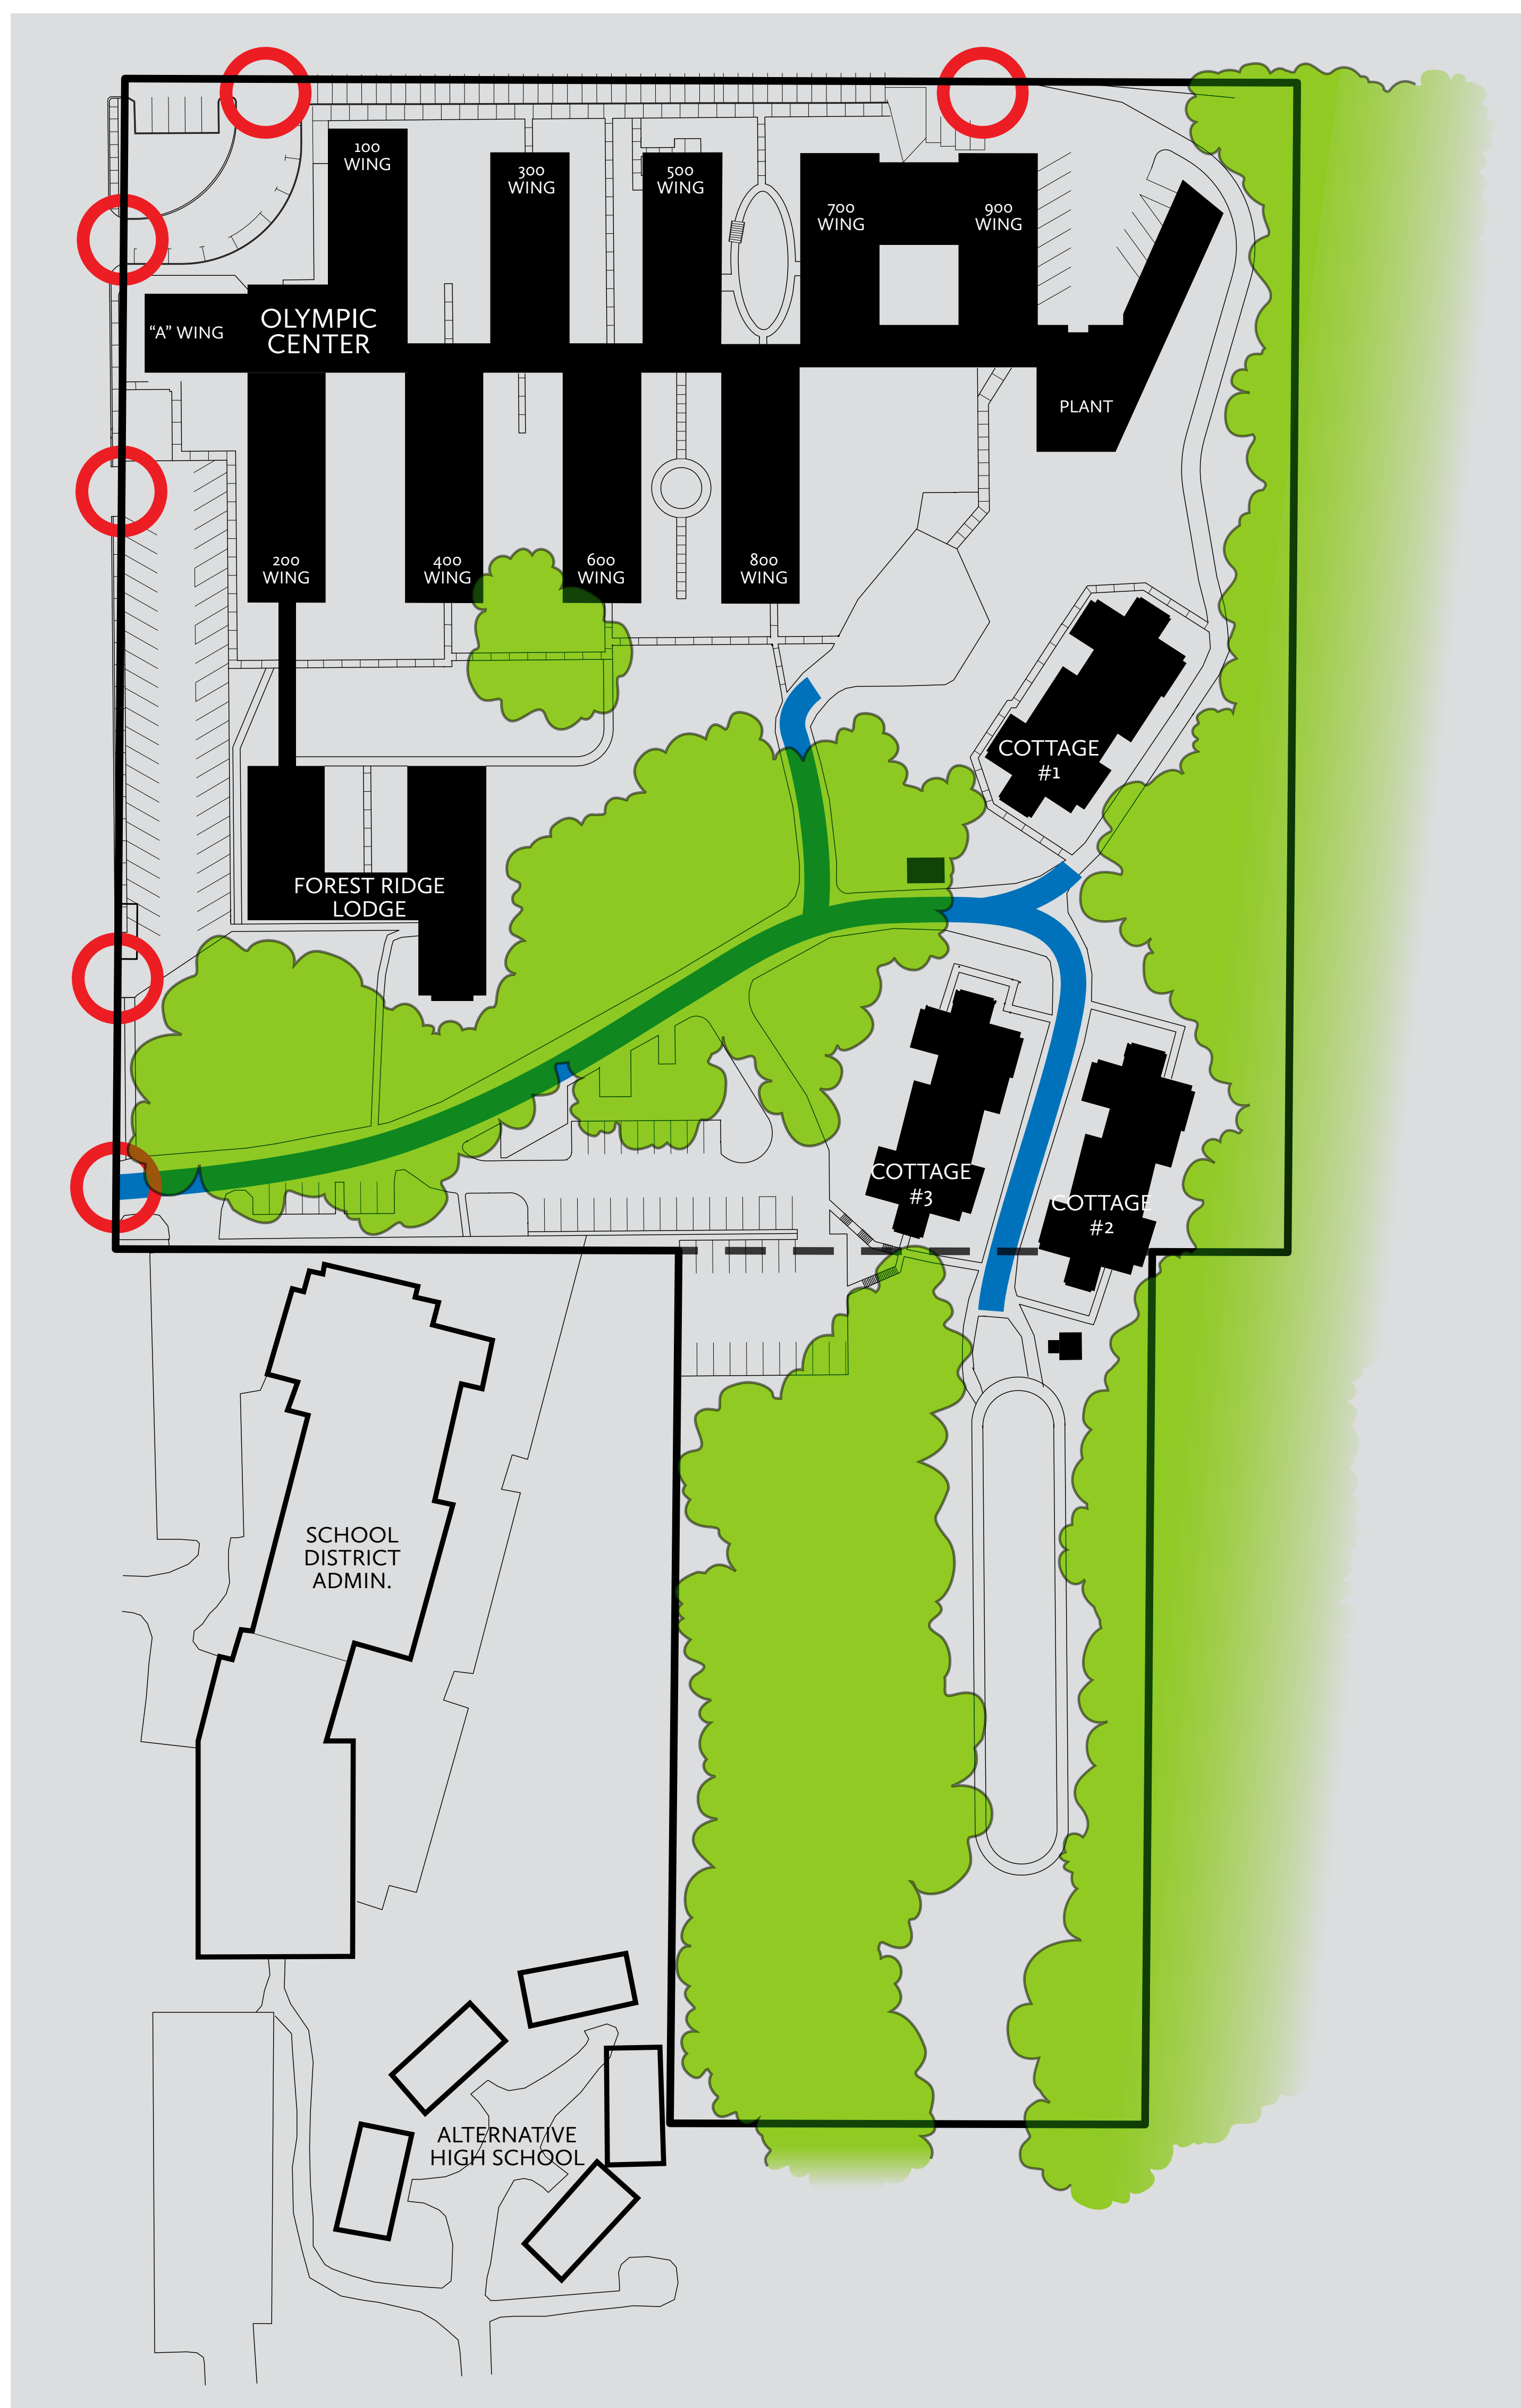 100
WING
300
WING
500
WING
700
WING
900
WING
“A” WING
OLYMPIC
CENTER
PLANT
200
WING
400
WING
600
WING
800
WING
COTTAGE
#1
FOREST RIDGE
LODGE
COTTAGE
#3
COTTAGE
#2
SCHOOL
DISTRICT
ADMIN.
ALTERNATIVE
HIGH SCHOOL